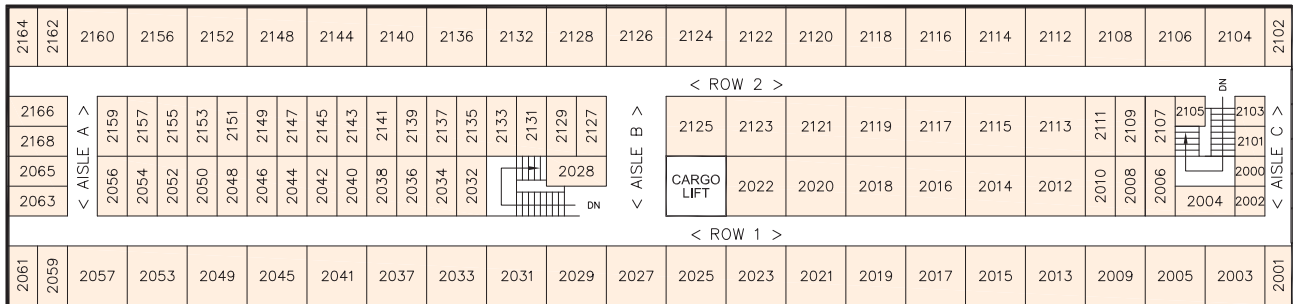 2164 2162 2160 2156 2152 2148 2144 2140 2136 2132 2128 2126 2124 2122 2120 2118 2116 2114 2112 2108 2106 2104 2102
< ROW 2 >
DN
2166 2159 2157 2155 2153 2151 2149 2147 2145 2143 2141 2139 2137 2135 2133 2131 2129 2127 2125 2123 2121 2119 2117 2115 2113 2111 2109 2107 2105 2103
2168 2101
< AISLE A >
< AISLE B >
< AISLE C >
2065 2056 2054 2052 2050 2048 2046 2044 2042 2040 2038 2036 2034 2032 2028 CARGO LIFT 2022 2020 2018 2016 2014 2012 2010 2008 2006 2000
2063 DN 2004 2002
< ROW 1 >
2061 2059 2057 2053 2049 2045 2041 2037 2033 2031 2029 2027 2025 2023 2021 2019 2017 2015 2013 2009 2005 2003 2001